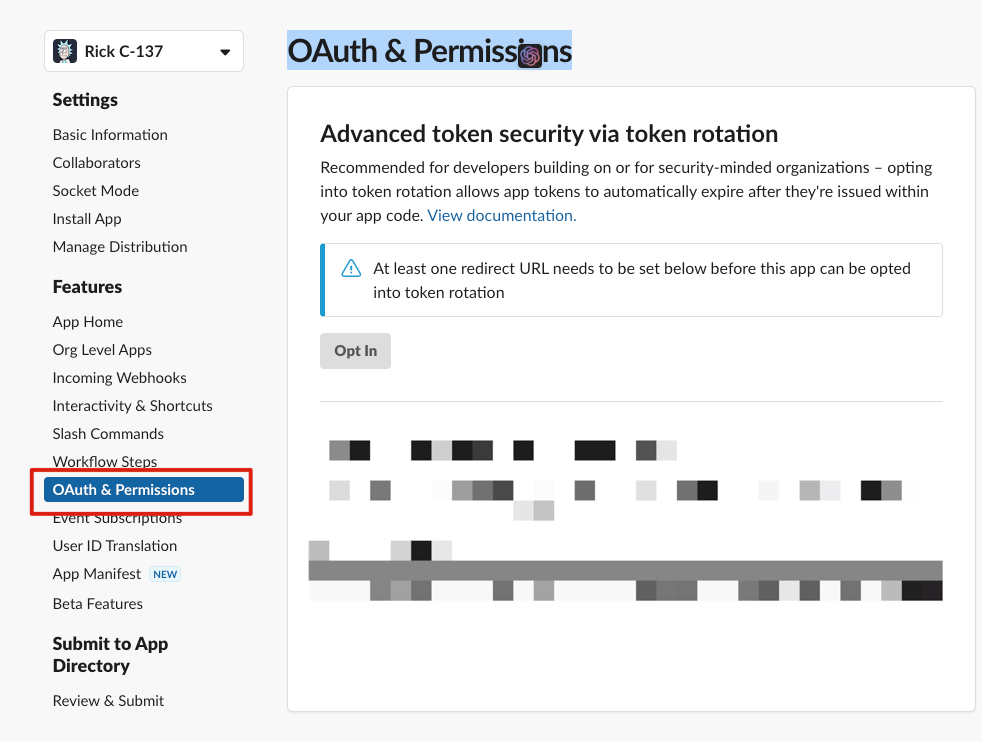 Rick C-137
Settings
Basic Information
Collaborators
Socket Mode
Install App
Manage Distribution
Features
App Home
Org Level Apps
Incoming Webhooks
Interactivity & Shortcuts
Slash Commands
Workflow Steps
OAuth & Permissions
Event Subscriptions
User ID Translation
App Manifest NEW
Beta Features
Submit to App
Directory
Review & Submit
OAuth & Permissions
Advanced token security via token rotation
Recommended for developers building on or for security-minded organizations – opting
into token rotation allows app tokens to automatically expire after they're issued within
your app code. View documentation.
At least one redirect URL needs to be set below before this app can be opted
into token rotation
Opt In